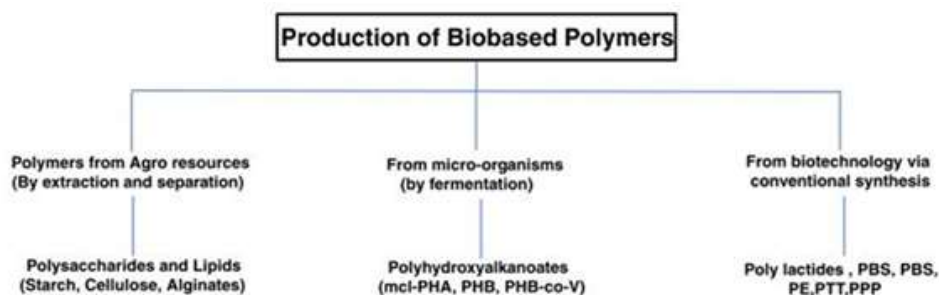 Production of Biobased Polymers
Polymers from Agro resources
(By extraction and separation)
From micro-organisms
(by fermentation)
From biotechnology via
conventional synthesis
Polysaccharides and Lipids
(Starch, Cellulose, Alginates)
Polyhydroxyalkanoates
(mcl-PHA, PHB, PHB-co-V)
Poly lactides , PBS, PBS,
PE,PTT,PPP